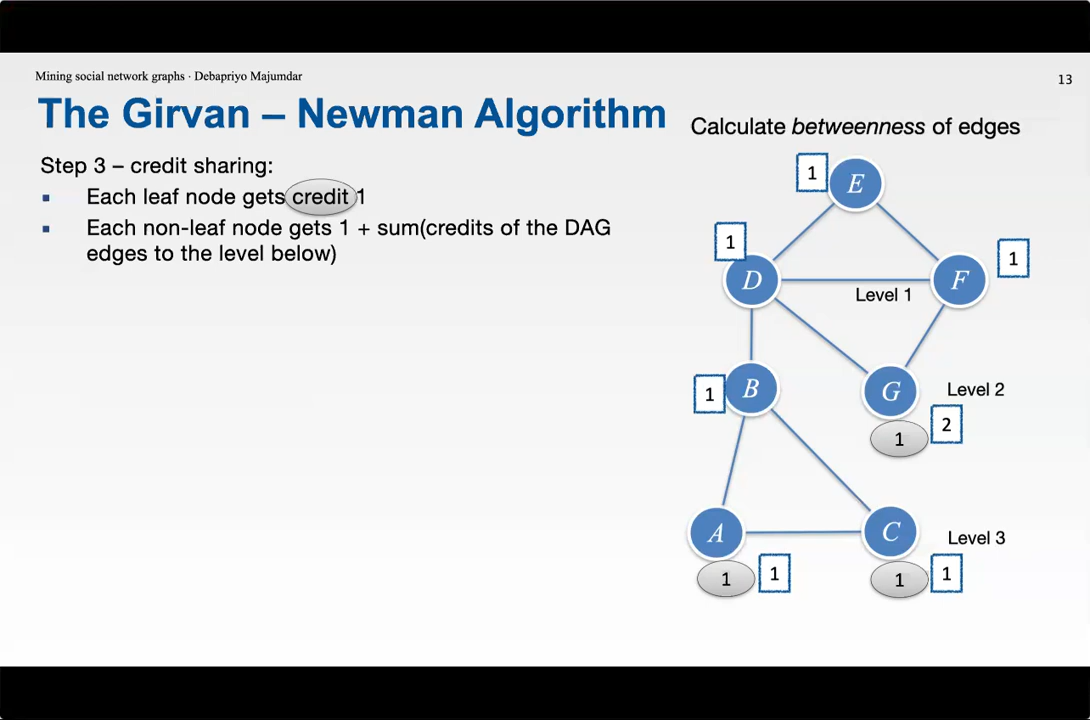 Mining social network graphs · Debapriyo Majumdar
13
The Girvan – Newman Algorithm
Calculate betweenness of edges
Step 3 – credit sharing:
Each leaf node gets credit 1
Each non-leaf node gets 1 + sum(credits of the DAG
edges to the level below)
1
E
1
1
D
F
Level 1
1
B
G
Level 2
1
2
A
C
Level 3
1
1
1
1